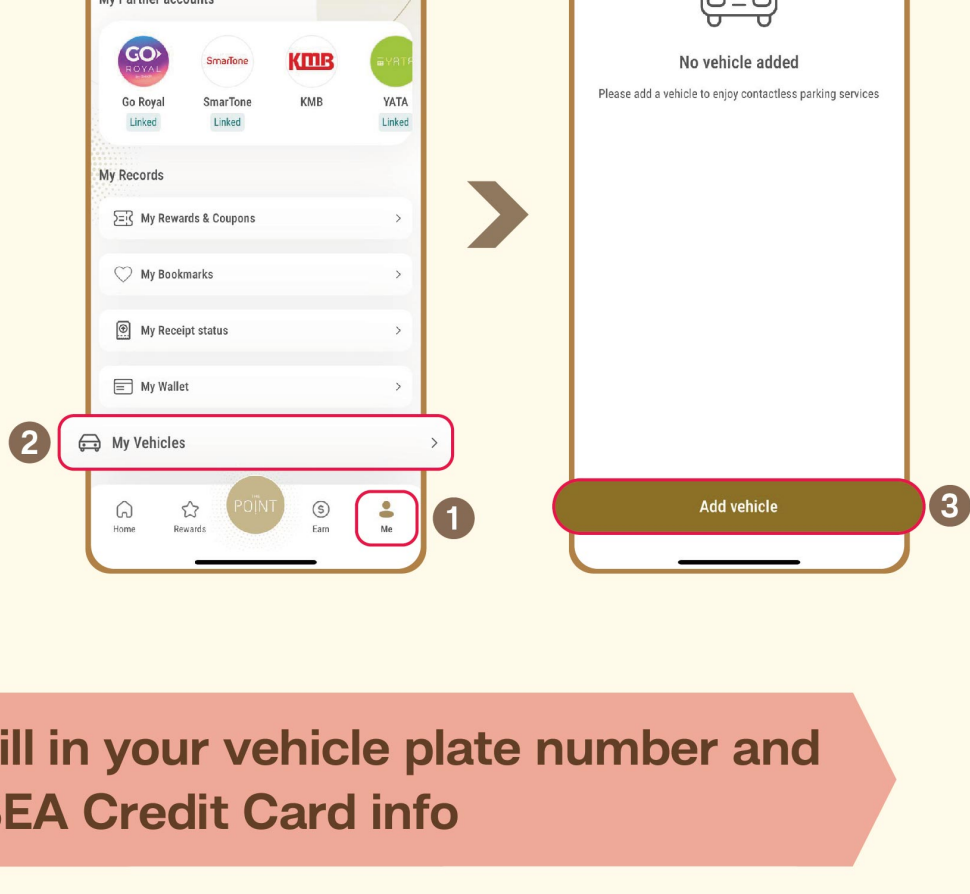 My Partner accounts
GO
ROYAL
SmarTone
KMB
Go Royal
SmarTone
KMB
YATA
Linked
Linked
Linked
My Records
My Rewards & Coupons
My Bookmarks
My Receipt status
My Wallet
2
My Vehicles
Home
Rewards
THE POINT
Earn
Me
1
No vehicle added
Please add a vehicle to enjoy contactless parking services
Add vehicle
3
ill in your vehicle plate number and
BEA Credit Card info